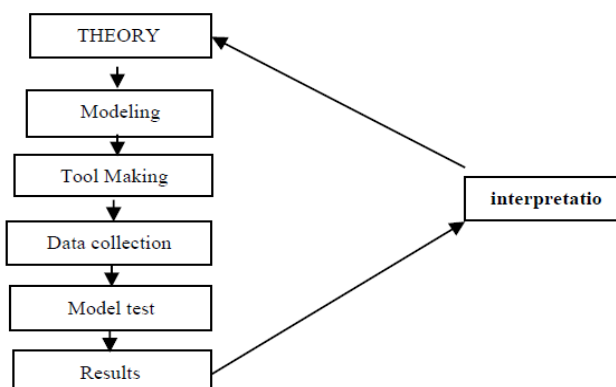 THEORY
Modeling
Tool Making
interpretatio
Data collection
Model test
Results